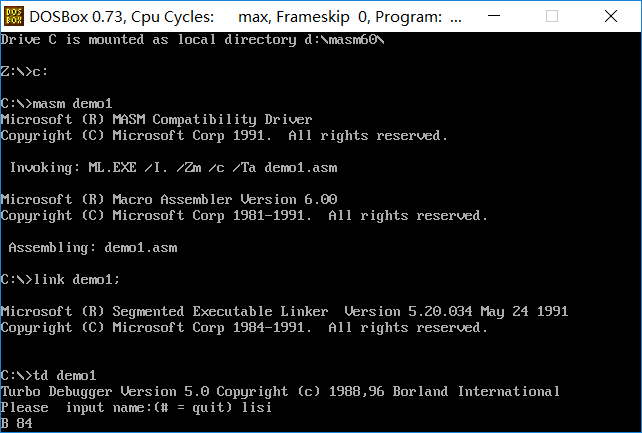 DOS
BOX
DOSBox 0.73, Cpu Cycles: max, Frameskip 0, Program: ...
Drive C is mounted as local directory d:\masm60\
Z:\>c:
C:\>masm demo1
Microsoft (R) MASM Compatibility Driver
Copyright (C) Microsoft Corp 1991. All rights reserved.
Invoking: ML.EXE /I. /Zm /c /Ta demo1.asm
Microsoft (R) Macro Assembler Version 6.00
Copyright (C) Microsoft Corp 1981-1991. All rights reserved.
Assembling: demo1.asm
C:\>link demo1;
Microsoft (R) Segmented Executable Linker Version 5.20.034 May 24 1991
Copyright (C) Microsoft Corp 1984-1991. All rights reserved.
C:\>td demo1
Turbo Debugger Version 5.0 Copyright (c) 1988,96 Borland International
Please input name:(# = quit) lisi
B 84